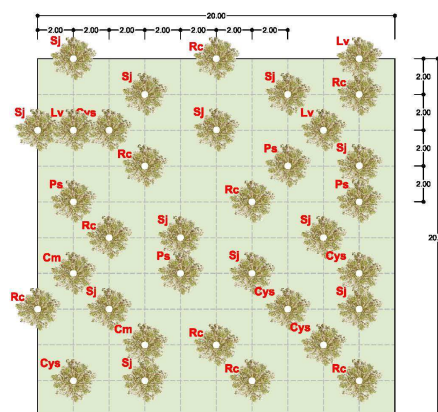 20.00
2.00 2.00 2.00 2.00 2.00 2.00 2.00
Sj Rc Lv
Sj Sj Rc
2.00
Sj Lv Cys Sj Lv
2.00
Rc Ps Sj
2.00
Ps Rc Ps
2.00
Rc Sj Sj
20.
Cm Ps Sj Cys
Rc Sj Cys Sj
Cm Rc Cys
Cys Sj Rc Rc